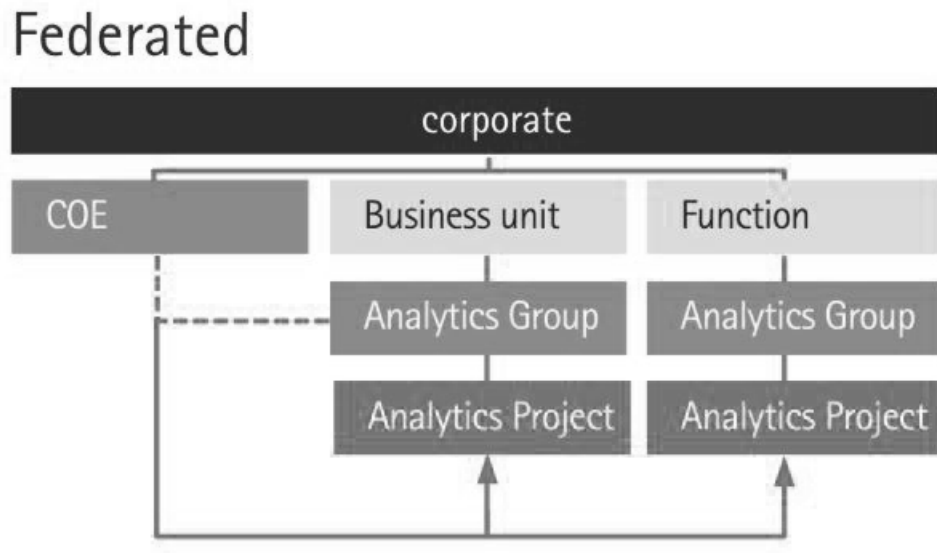 Federated
corporate
COE
Business unit
Function
Analytics Group
Analytics Group
Analytics Project
Analytics Project